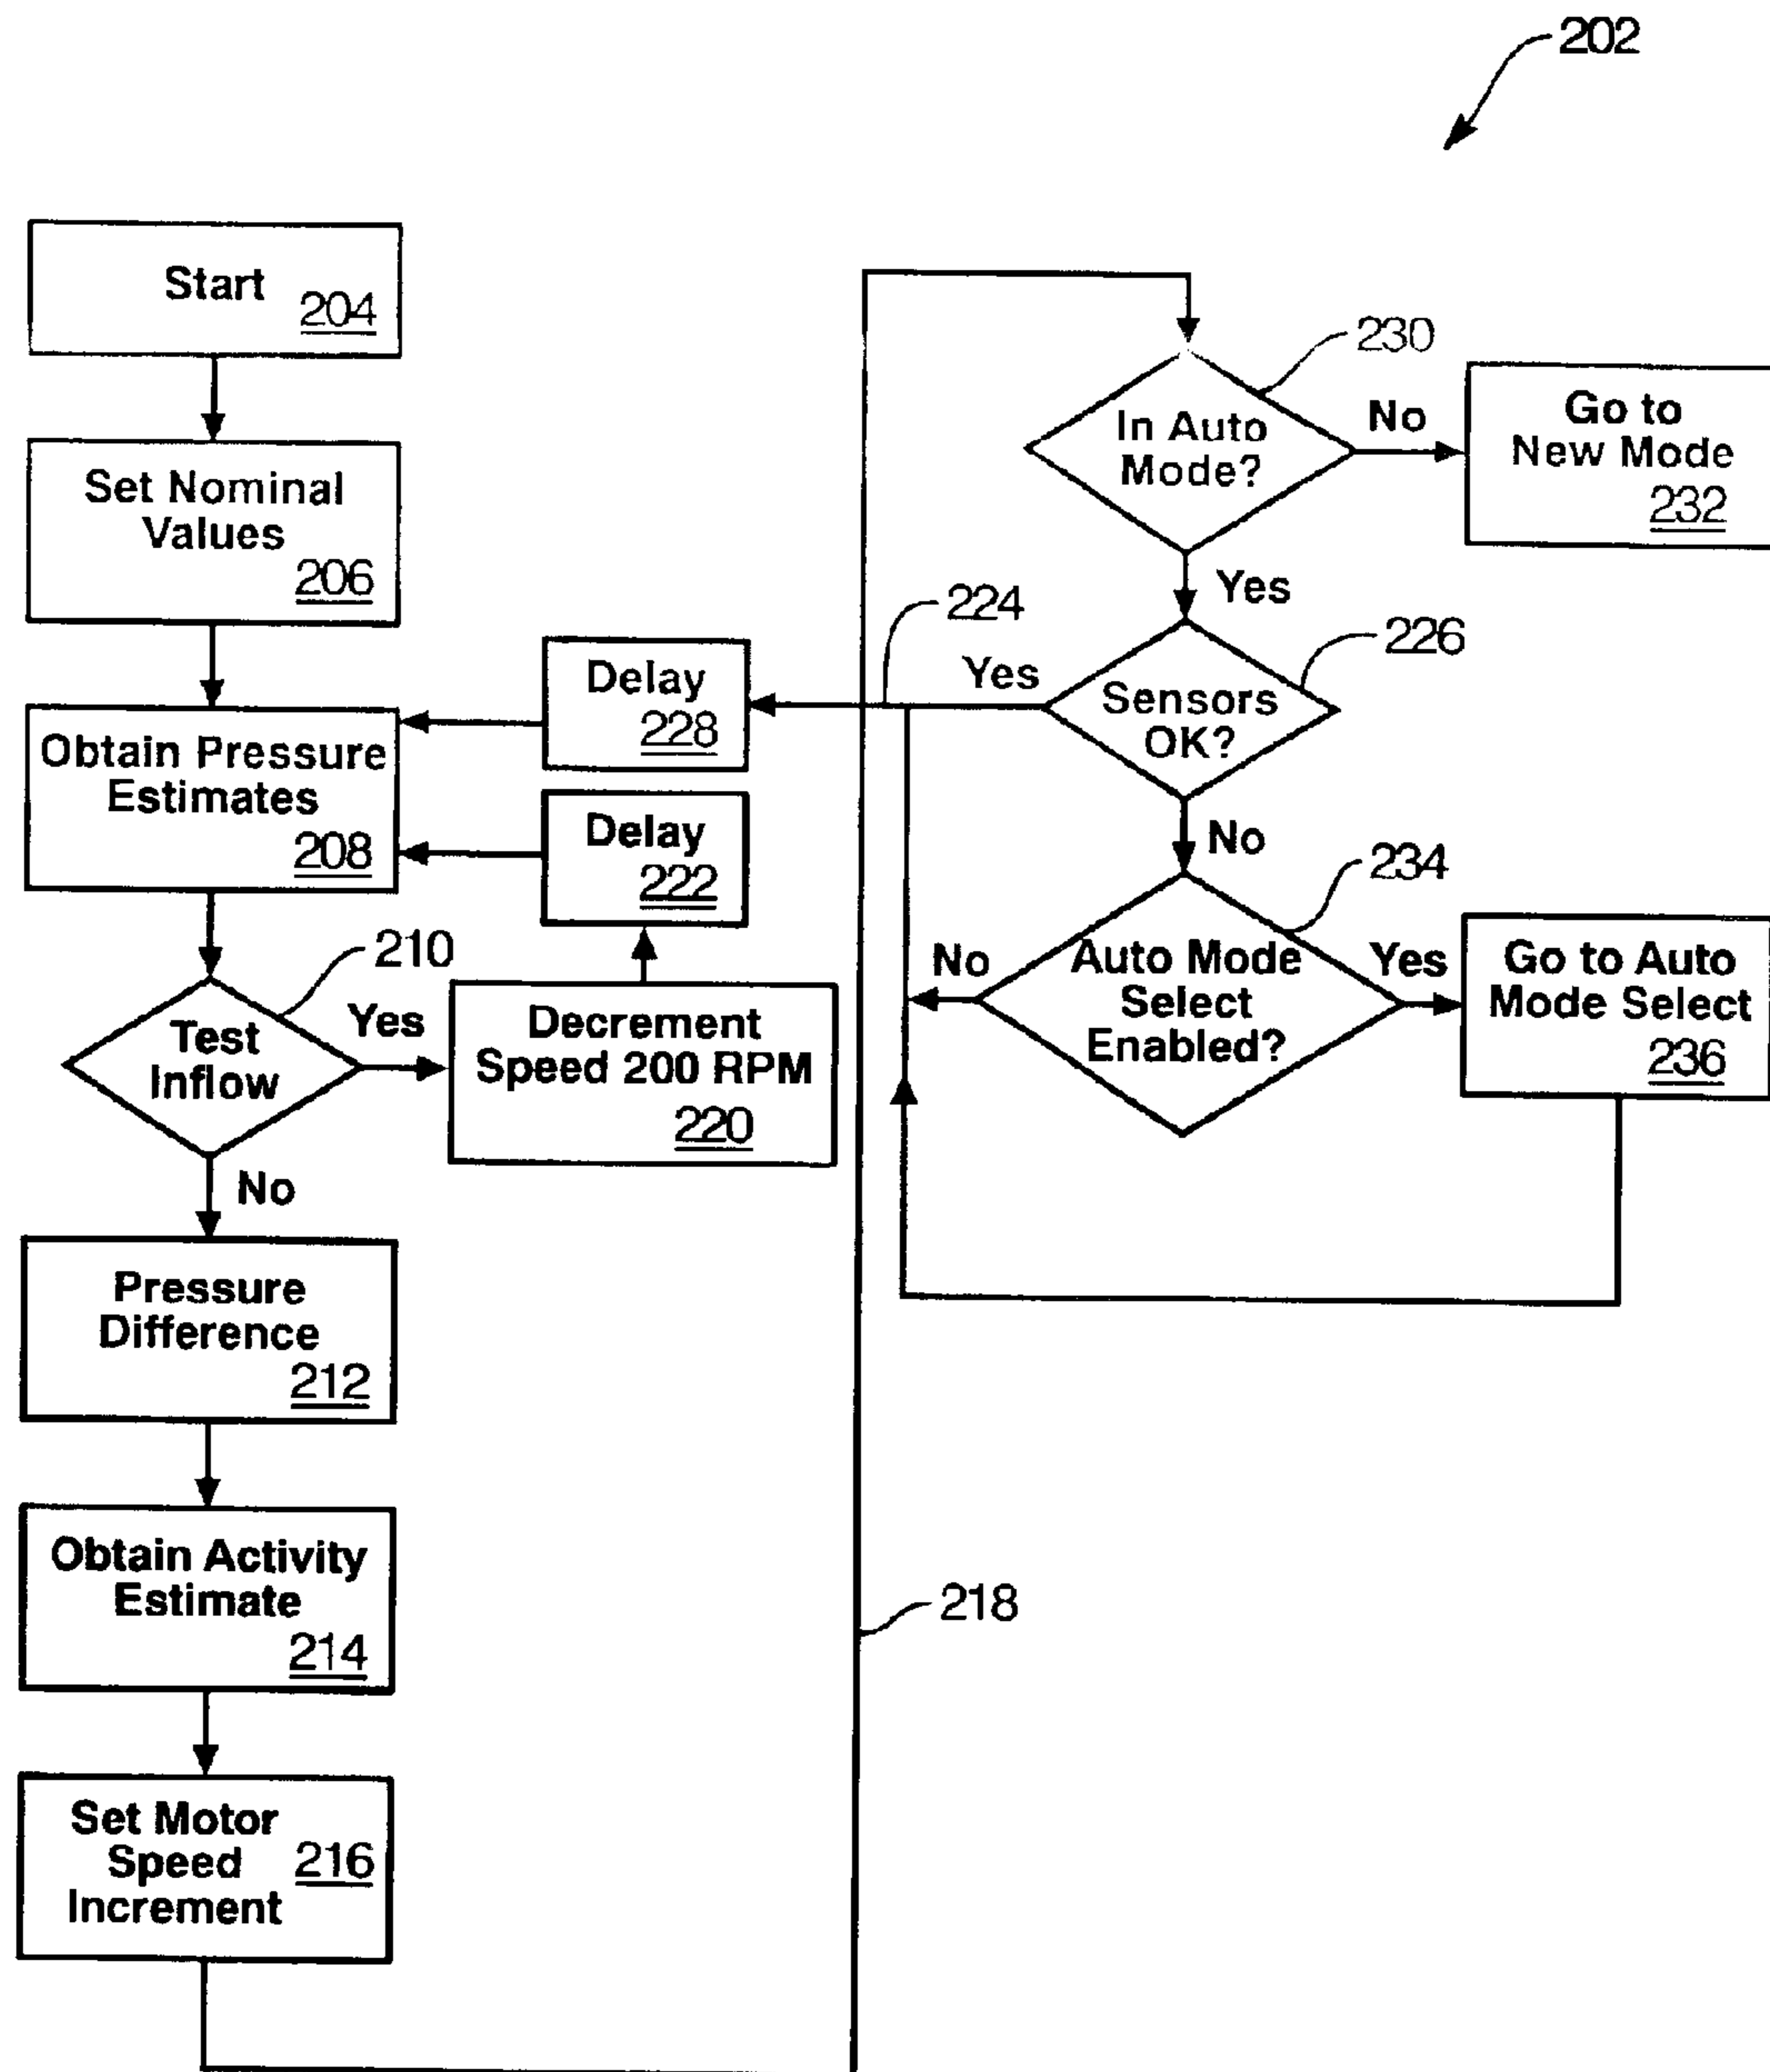 202
Start
204
Set Nominal
Values
206
Obtain Pressure
Estimates
208
210
Test
Inflow
Yes
No
Decrement
Speed 200 RPM
220
Delay
222
Delay
228
Pressure
Difference
212
Obtain Activity
Estimate
214
Set Motor
Speed
Increment
216
218
230
In Auto
Mode?
No
Go to
New Mode
232
Yes
224
Yes
226
Sensors
OK?
No
234
No
Auto Mode
Select
Enabled?
Yes
Go to Auto
Mode Select
236